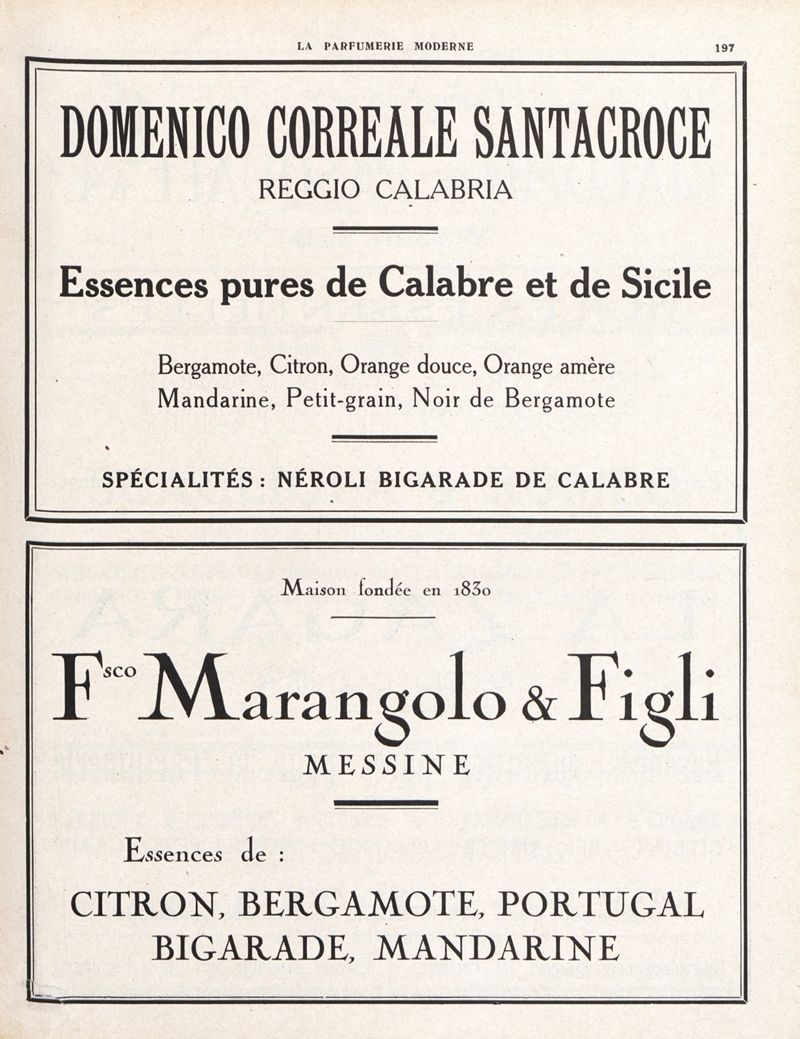 LA PARFUMERIE MODERNE
197
DOMENICO CORREALE SANTACROCE
REGGIO CALABRIA
Essences pures de Calabre et de Sicile
Bergamote, Citron, Orange douce, Orange amère
Mandarine, Petit-grain, Noir de Bergamote
SPÉCIALITÉS : NÉROLI BIGARADE DE CALABRE
Maison fondée en 1830
Fsco Marangolo & Figli
MESSINE
Essences de :
CITRON, BERGAMOTE, PORTUGAL
BIGARADE, MANDARINE